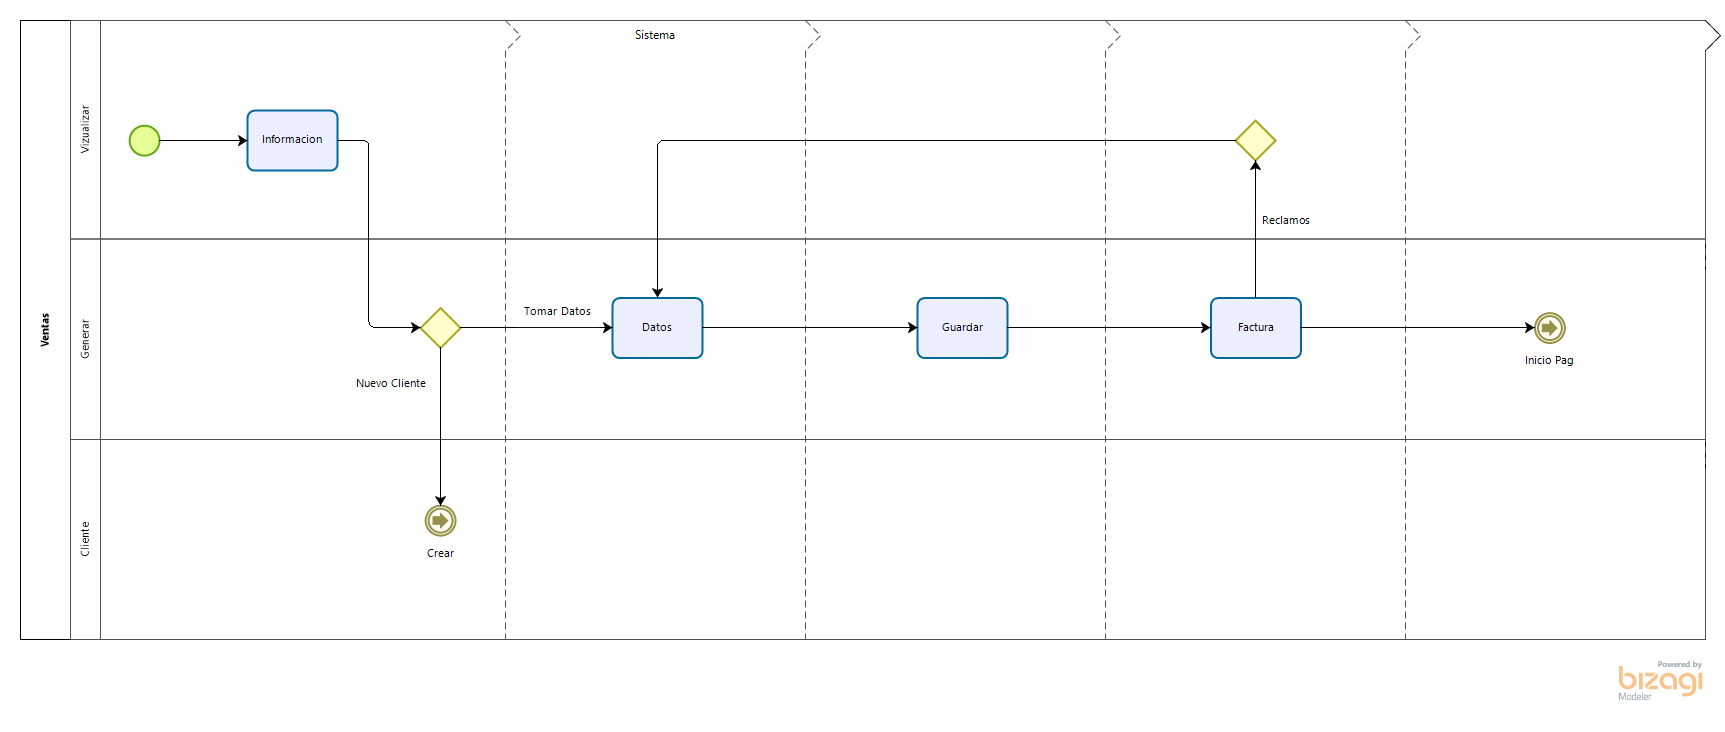 Sistema
Vizualizar
Informacion
Reclamos
Ventas
Generar
Tomar Datos
Datos
Guardar
Factura
Inicio Pag
Nuevo Cliente
Cliente
Crear
Powered by
bizagi
Modeler